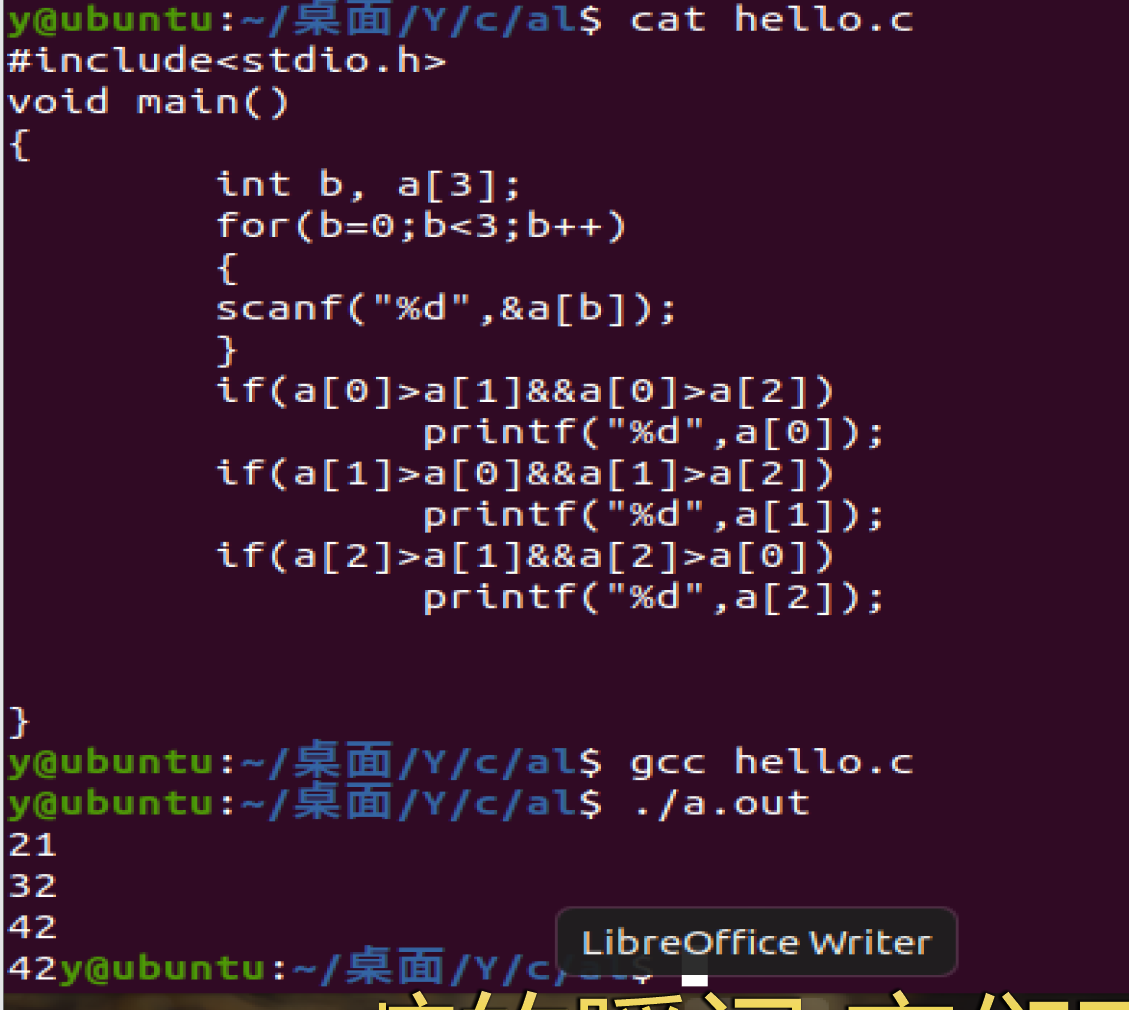 y@ubuntu:~/桌面/Y/c/al$ cat hello.c
#include<stdio.h>
void main()
{
int b, a[3];
for(b=0;b<3;b++)
{
scanf("%d",&a[b]);
}
if(a[0]>a[1]&&a[0]>a[2])
printf("%d",a[0]);
if(a[1]>a[0]&&a[1]>a[2])
printf("%d",a[1]);
if(a[2]>a[1]&&a[2]>a[0])
printf("%d",a[2]);
}
y@ubuntu:~/桌面/Y/c/al$ gcc hello.c
y@ubuntu:~/桌面/Y/c/al$ ./a.out
21
32
42
LibreOffice Writer
42y@ubuntu:~/桌面/Y/c/al$